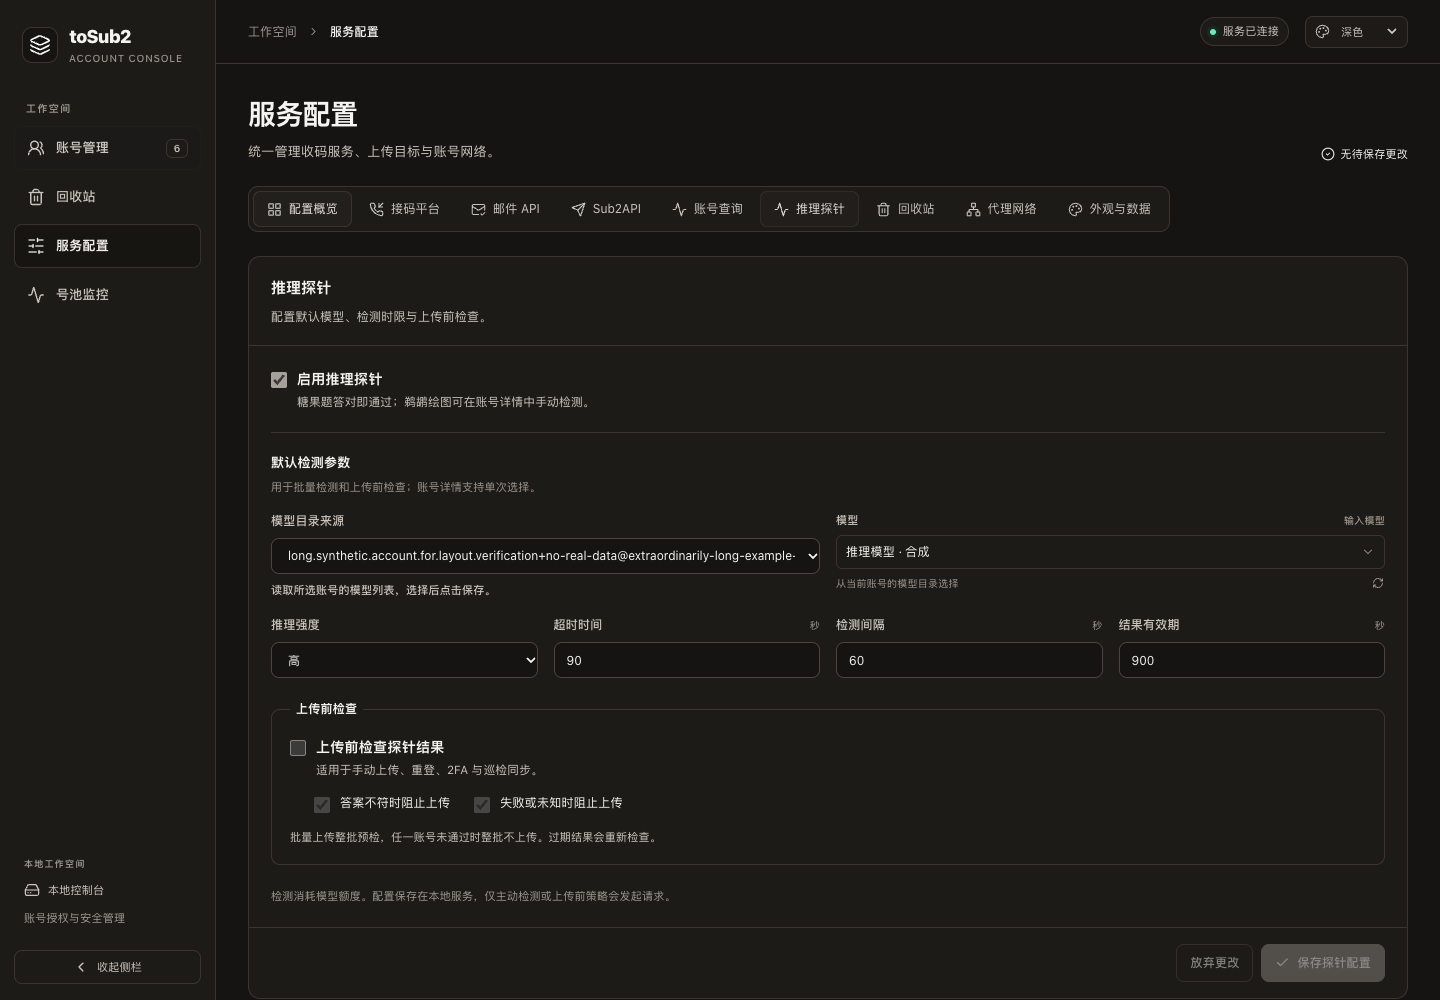 toSub2
ACCOUNT CONSOLE
工作空间
账号管理
6
回收站
服务配置
号池监控
本地工作空间
本地控制台
账号授权与安全管理
收起侧栏
工作空间
服务配置
服务已连接
深色
服务配置
统一管理收码服务、上传目标与账号网络。
无待保存更改
配置概览
接码平台
邮件 API
Sub2API
账号查询
推理探针
回收站
代理网络
外观与数据
推理探针
配置默认模型、检测时限与上传前检查。
启用推理探针
糖果题答对即通过；鹈鹕绘图可在账号详情中手动检测。
默认检测参数
用于批量检测和上传前检查；账号详情支持单次选择。
模型目录来源
long.synthetic.account.for.layout.verification+no-real-data@extraordinarily-long-example-
读取所选账号的模型列表，选择后点击保存。
模型
输入模型
推理模型 · 合成
从当前账号的模型目录选择
推理强度
高
超时时间
秒
90
检测间隔
秒
60
结果有效期
秒
900
上传前检查
上传前检查探针结果
适用于手动上传、重登、2FA 与巡检同步。
答案不符时阻止上传
失败或未知时阻止上传
批量上传整批预检，任一账号未通过时整批不上传。过期结果会重新检查。
检测消耗模型额度。配置保存在本地服务，仅主动检测或上传前策略会发起请求。
放弃更改
保存探针配置